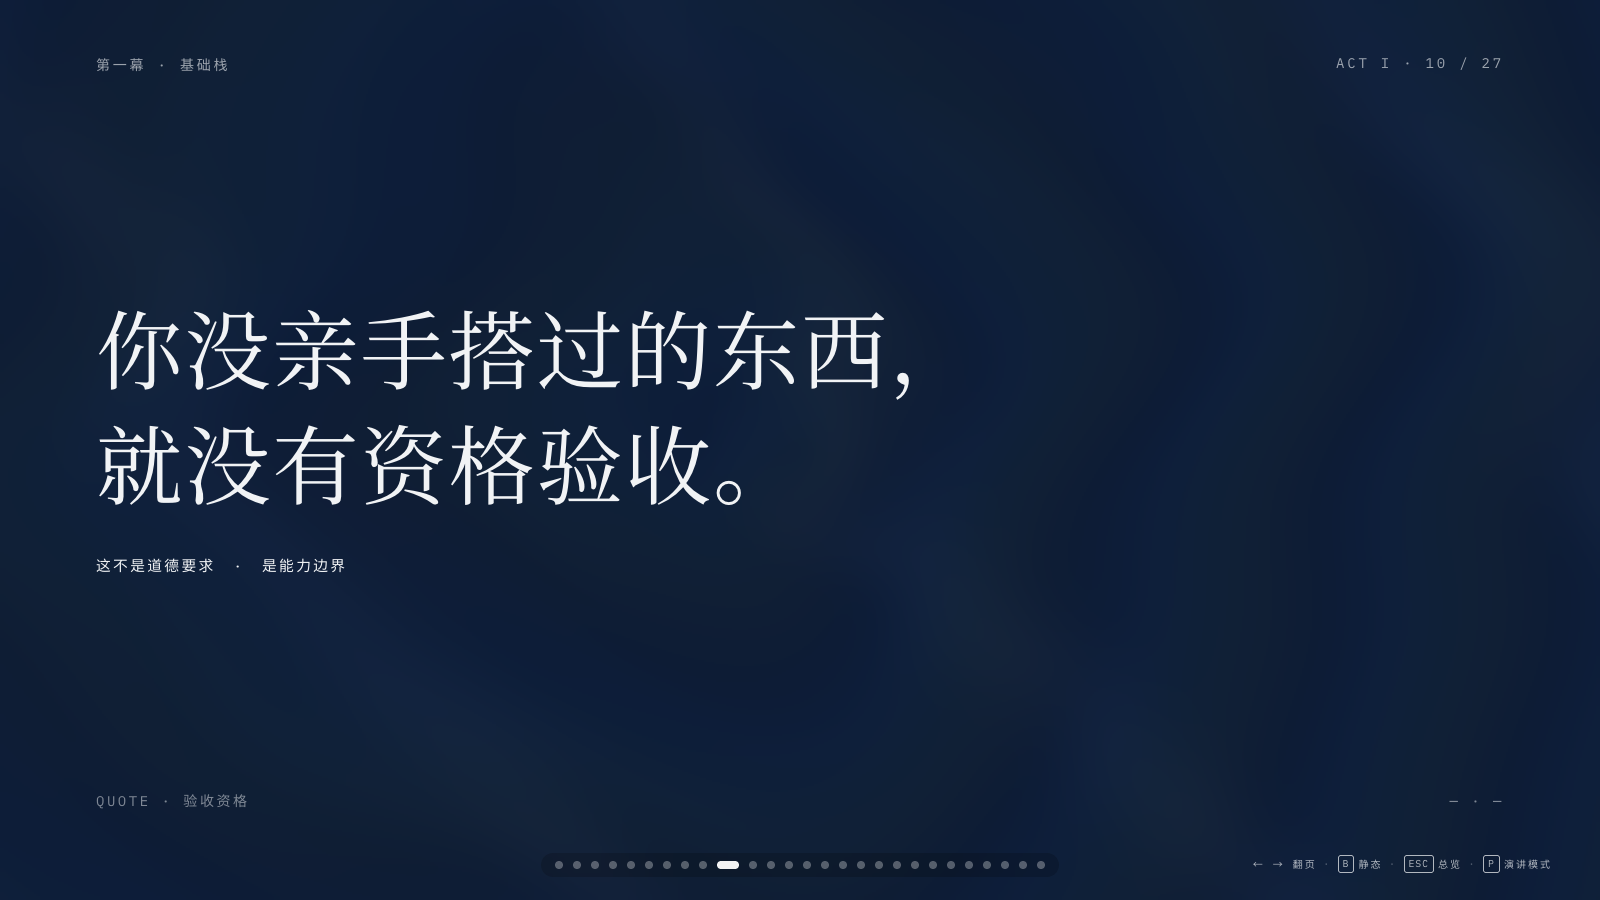 第一幕 · 基础栈
ACT I · 10 / 27
你没亲手搭过的东西，
就没有资格验收。
这不是道德要求 · 是能力边界
QUOTE · 验收资格
— · —
← → 翻页 · B 静态 · ESC 总览 · P 演讲模式